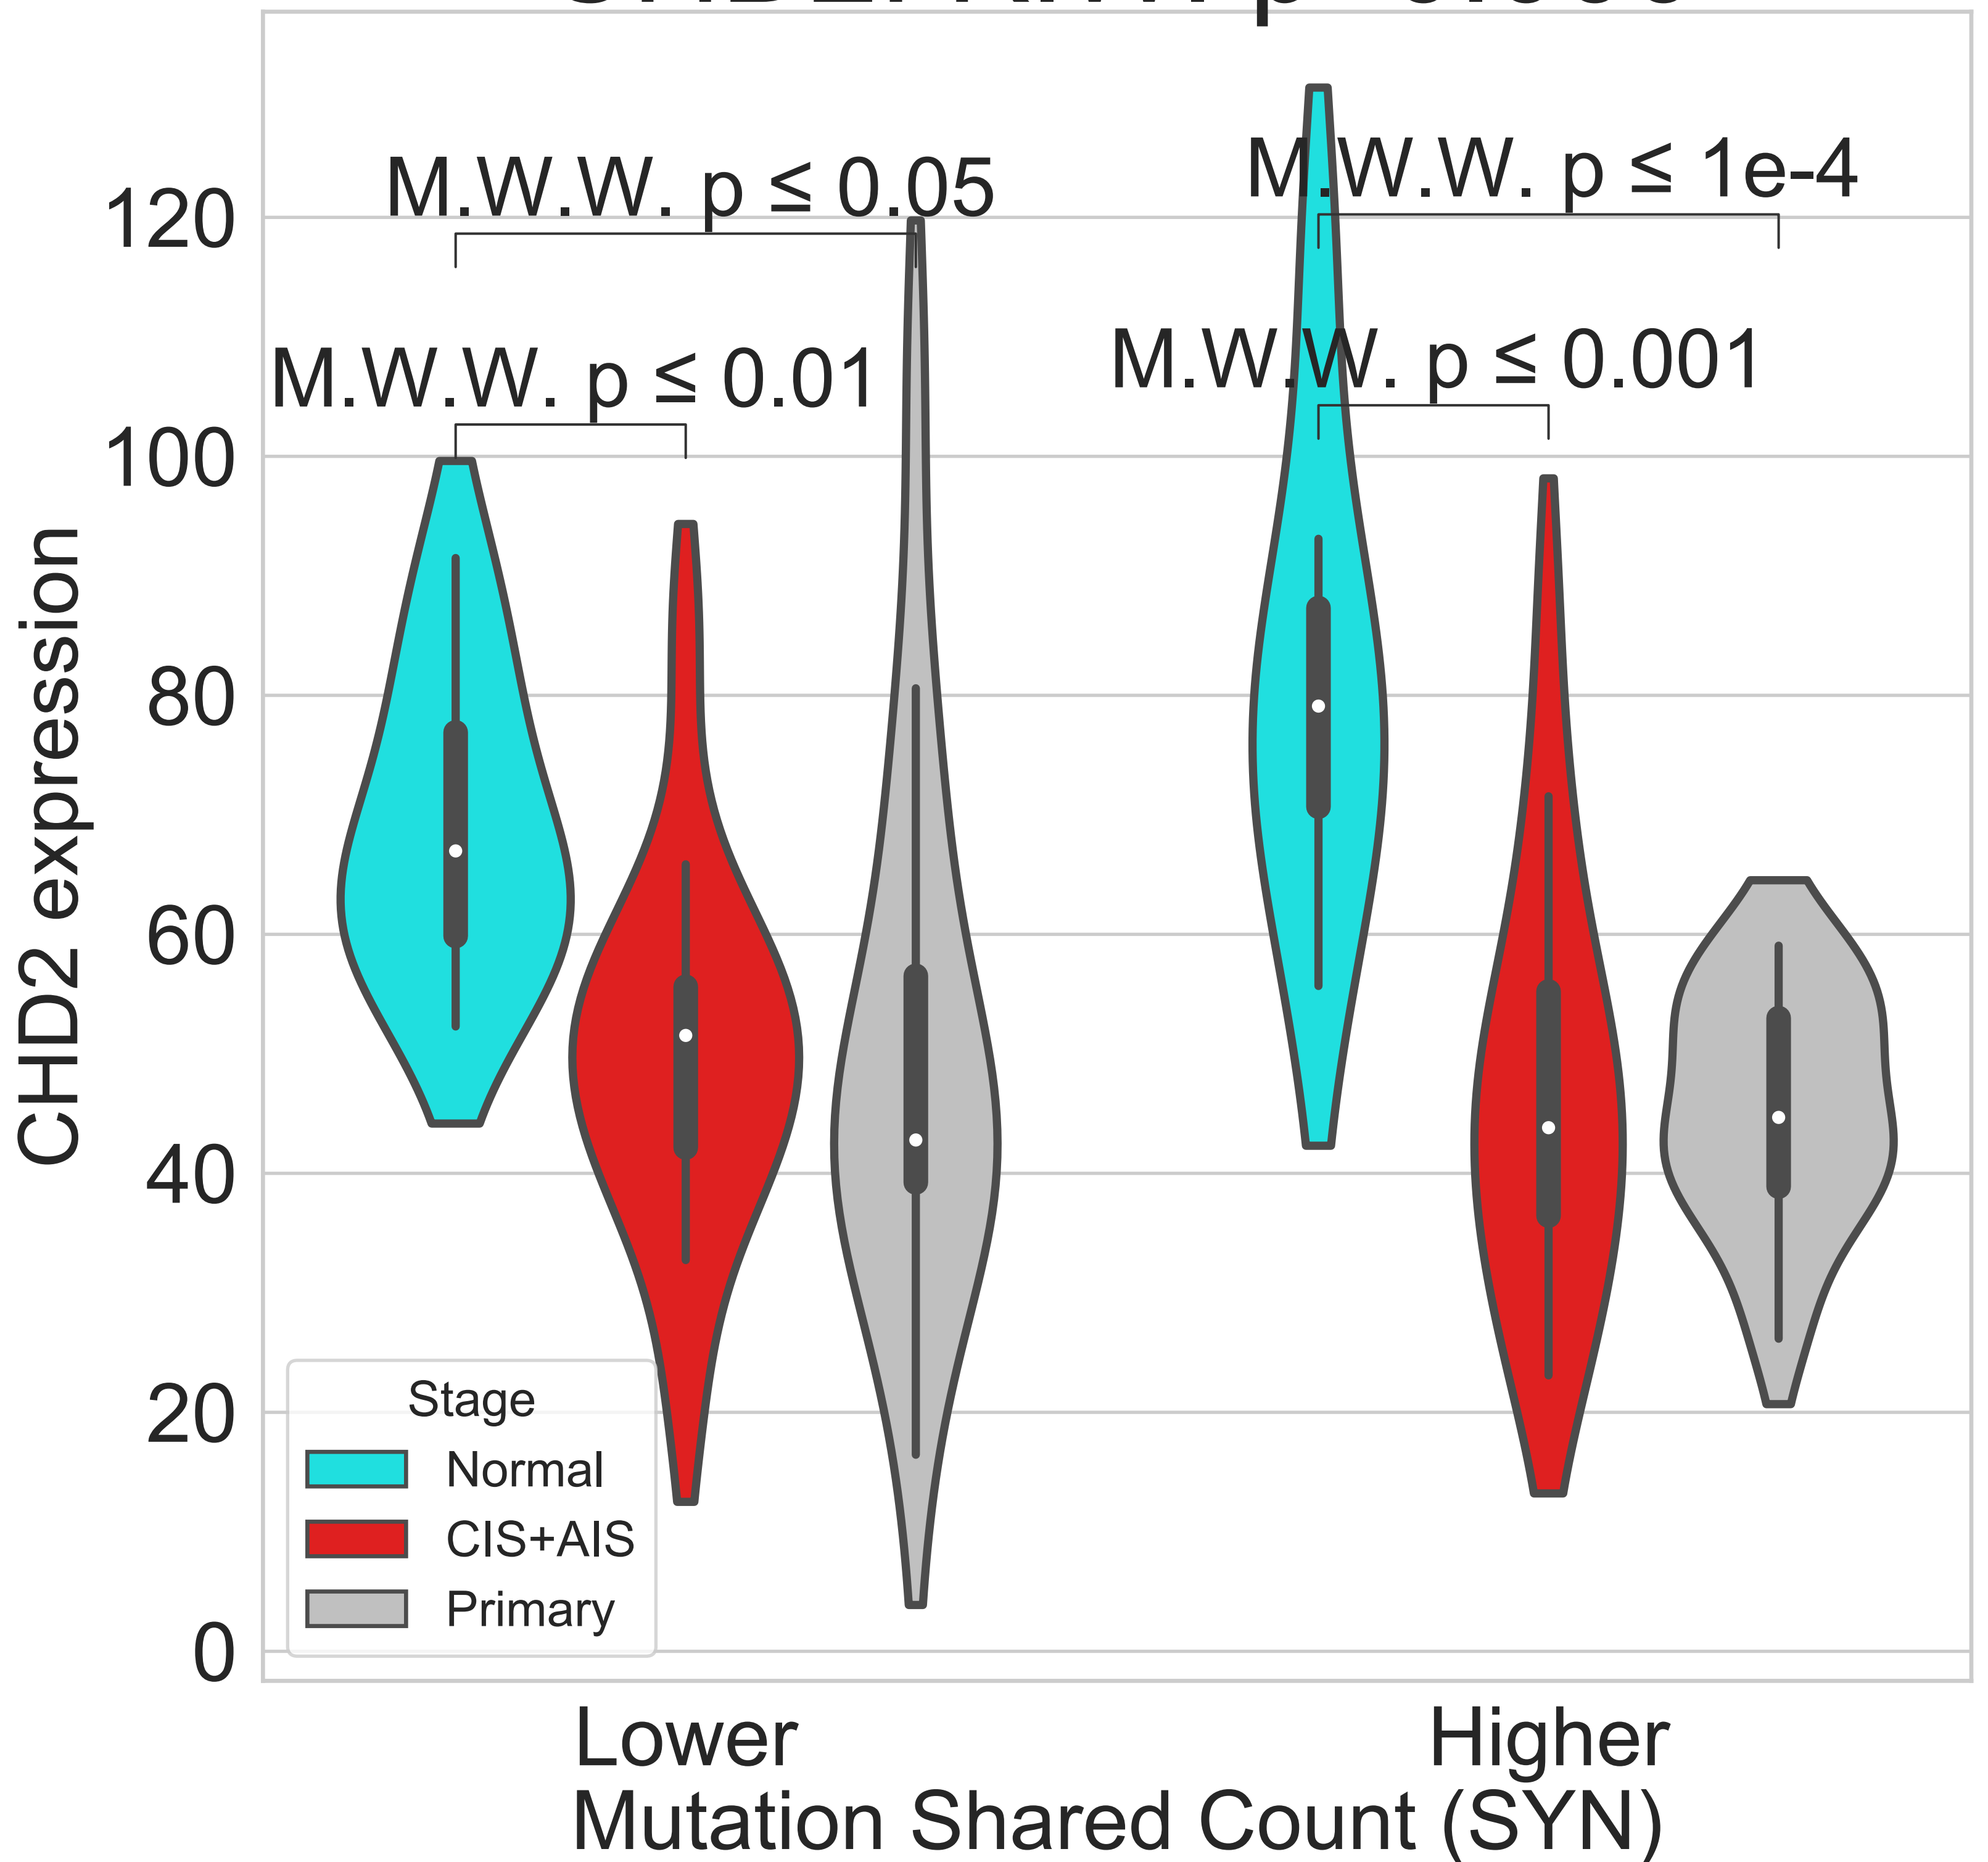 M.W.W. p ≤ 0.05
M.W.W. p ≤ 1e-4
M.W.W. p ≤ 0.01
M.W.W. p ≤ 0.001
CHD2 expression
120
100
80
60
40
20
0
Stage
Normal
CIS+AIS
Primary
Lower
Higher
Mutation Shared Count (SYN)